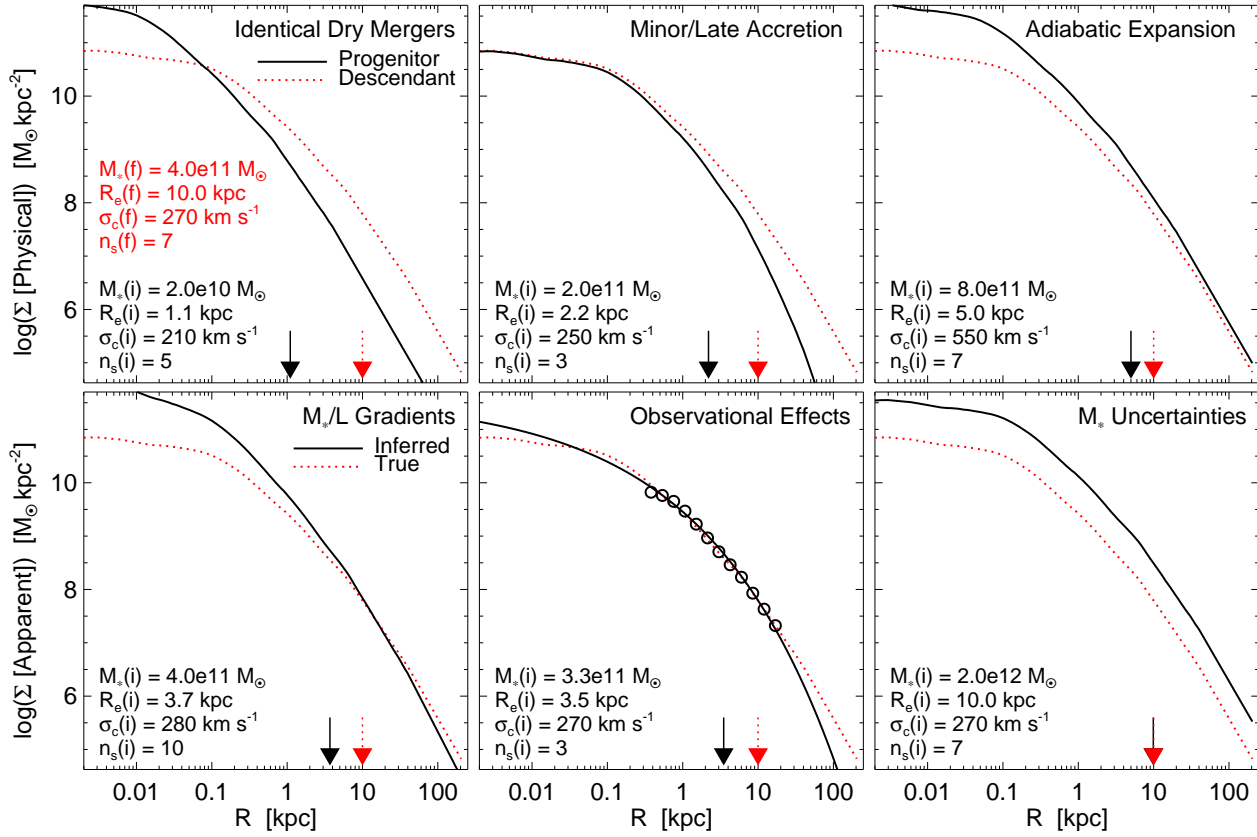 Identical Dry Mergers
Progenitor
Descendant
M*(f) = 4.0e11 M⊙
Re(f) = 10.0 kpc
σc(f) = 270 km s-1
ns(f) = 7
M*(i) = 2.0e10 M⊙
Re(i) = 1.1 kpc
σc(i) = 210 km s-1
ns(i) = 5
Minor/Late Accretion
M*(i) = 2.0e11 M⊙
Re(i) = 2.2 kpc
σc(i) = 250 km s-1
ns(i) = 3
Adiabatic Expansion
M*(i) = 8.0e11 M⊙
Re(i) = 5.0 kpc
σc(i) = 550 km s-1
ns(i) = 7
log(Σ [Physical]) [M⊙ kpc-2]
10
8
6
M*/L Gradients
Inferred
True
M*(i) = 4.0e11 M⊙
Re(i) = 3.7 kpc
σc(i) = 280 km s-1
ns(i) = 10
Observational Effects
M*(i) = 3.3e11 M⊙
Re(i) = 3.5 kpc
σc(i) = 270 km s-1
ns(i) = 3
M* Uncertainties
M*(i) = 2.0e12 M⊙
Re(i) = 10.0 kpc
σc(i) = 270 km s-1
ns(i) = 7
log(Σ [Apparent]) [M⊙ kpc-2]
10
8
6
0.01 0.1 1 10 100
0.01 0.1 1 10 100
0.01 0.1 1 10 100
R [kpc]
R [kpc]
R [kpc]